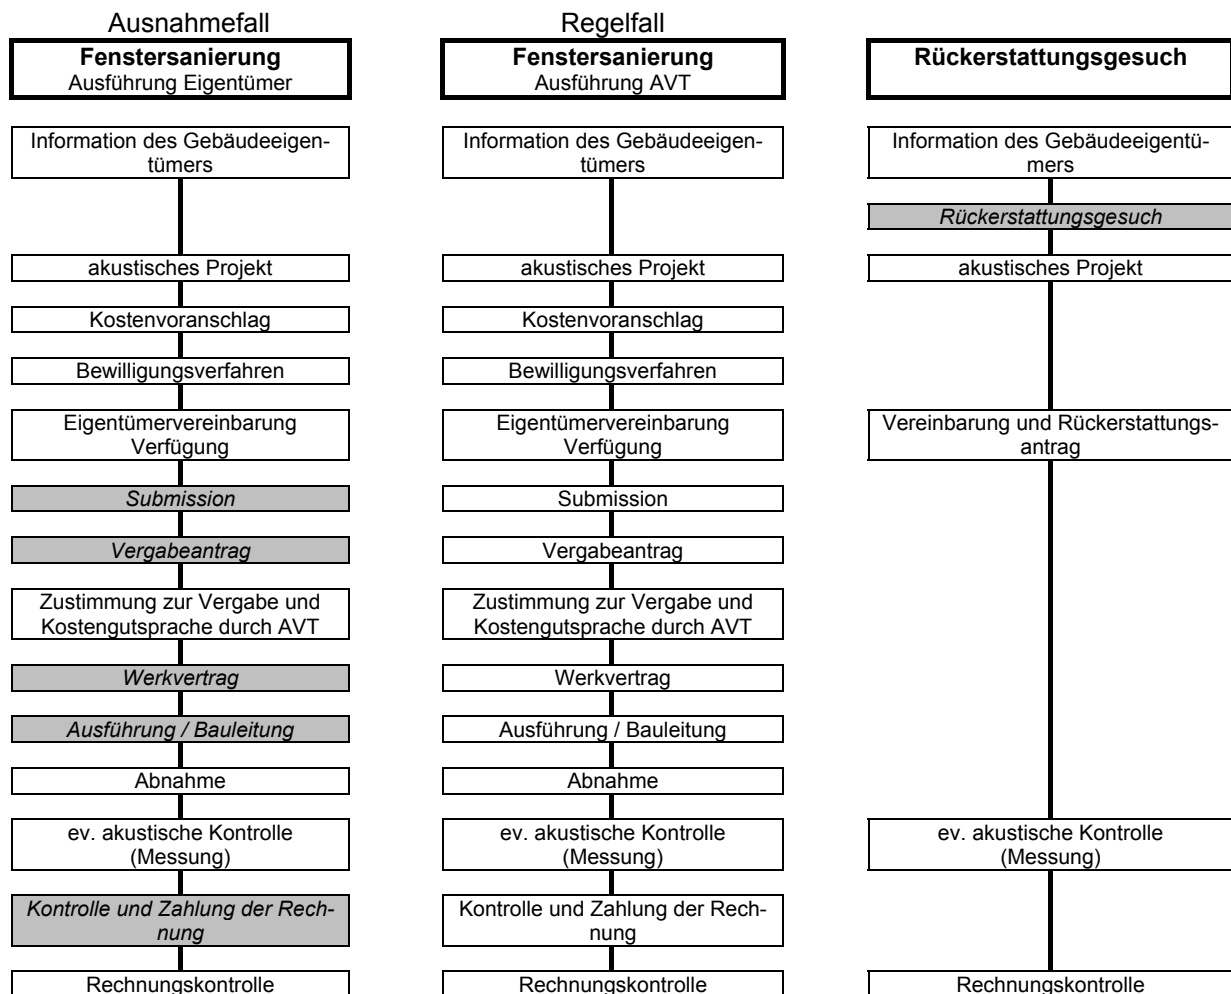 Ausnahmefall
Fenstersanierung
Ausführung Eigentümer
Information des Gebäudeeigen-
tümers
akustisches Projekt
Kostenvoranschlag
Bewilligungsverfahren
Eigentümervereinbarung
Verfügung
Submission
Vergabeantrag
Zustimmung zur Vergabe und
Kostengutsprache durch AVT
Werkvertrag
Ausführung / Bauleitung
Abnahme
ev. akustische Kontrolle
(Messung)
Kontrolle und Zahlung der Rech-
nung
Rechnungskontrolle
Regelfall
Fenstersanierung
Ausführung AVT
Information des Gebäudeeigen-
tümers
akustisches Projekt
Kostenvoranschlag
Bewilligungsverfahren
Eigentümervereinbarung
Verfügung
Submission
Vergabeantrag
Zustimmung zur Vergabe und
Kostengutsprache durch AVT
Werkvertrag
Ausführung / Bauleitung
Abnahme
ev. akustische Kontrolle
(Messung)
Kontrolle und Zahlung der Rech-
nung
Rechnungskontrolle
Rückerstattungsgesuch
Information des Gebäudeeigentü-
mers
Rückerstattungsgesuch
akustisches Projekt
Vereinbarung und Rückerstattungs-
antrag
ev. akustische Kontrolle
(Messung)
Rechnungskontrolle